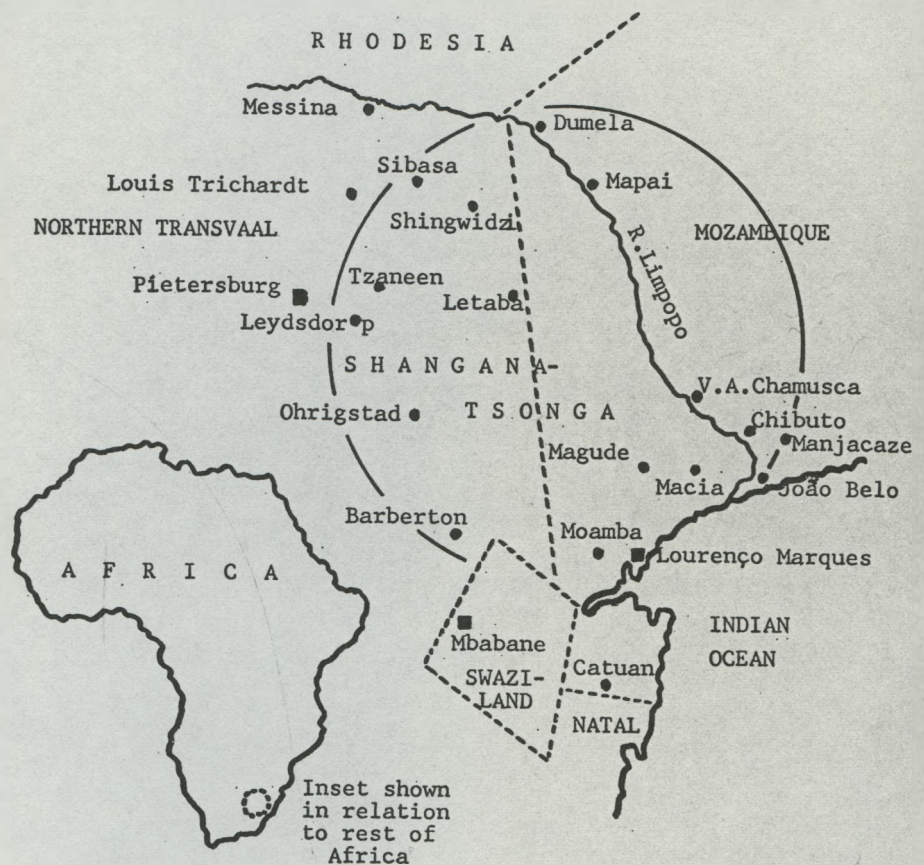 RHODESIA
Messina
Dumela
Sibasa
Louis Trichardt
Mapai
Shingwidzi
NORTHERN TRANSVAAL
MOZAMBIQUE
R.Limpopo
Tzaneen
Pietersburg
Letaba
Leydsdorp
SHANGANA-
TSONGA
V.A.Chamusca
Ohrigstad
Chibuto
Manjacaze
Magude
Macia
João Belo
Barberton
Moamba
Lourenço Marques
AFRICA
Mbabane
INDIAN
OCEAN
Catuan
SWAZI-
LAND
NATAL
Inset shown
in relation
to rest of
Africa